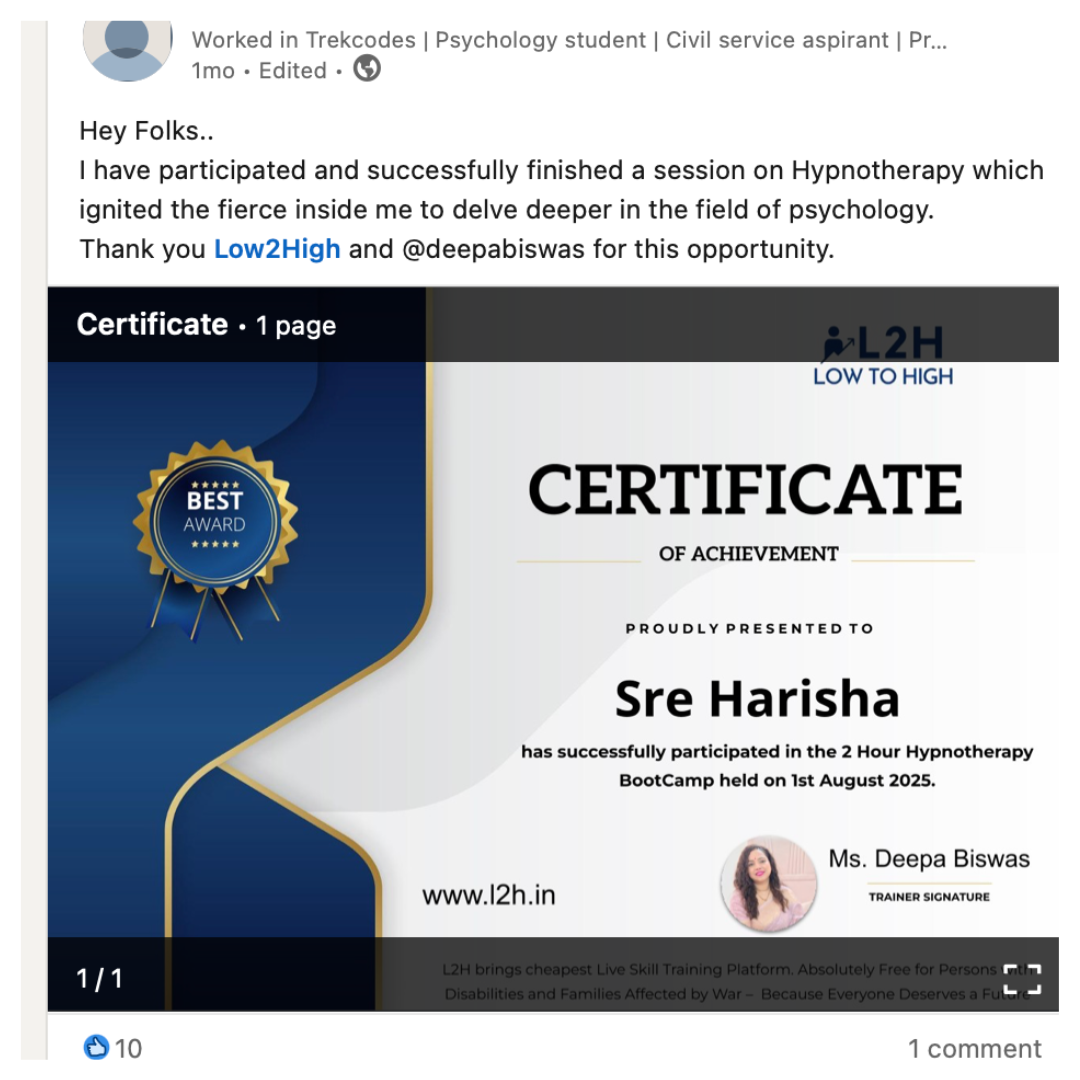 Worked in Trekcodes | Psychology student | Civil service aspirant | Pr...
1mo • Edited •
Hey Folks..
I have participated and successfully finished a session on Hypnotherapy which
ignited the fierce inside me to delve deeper in the field of psychology.
Thank you Low2High and @deepabiswas for this opportunity.
Certificate • 1 page
L2H
LOW TO HIGH
BEST
AWARD
CERTIFICATE
OF ACHIEVEMENT
PROUDLY PRESENTED TO
Sre Harisha
has successfully participated in the 2 Hour Hypnotherapy
BootCamp held on 1st August 2025.
www.l2h.in
Ms. Deepa Biswas
TRAINER SIGNATURE
1 / 1
L2H brings cheapest Live Skill Training Platform. Absolutely Free for Persons With
Disabilities and Families Affected by War – Because Everyone Deserves a Future
10
1 comment